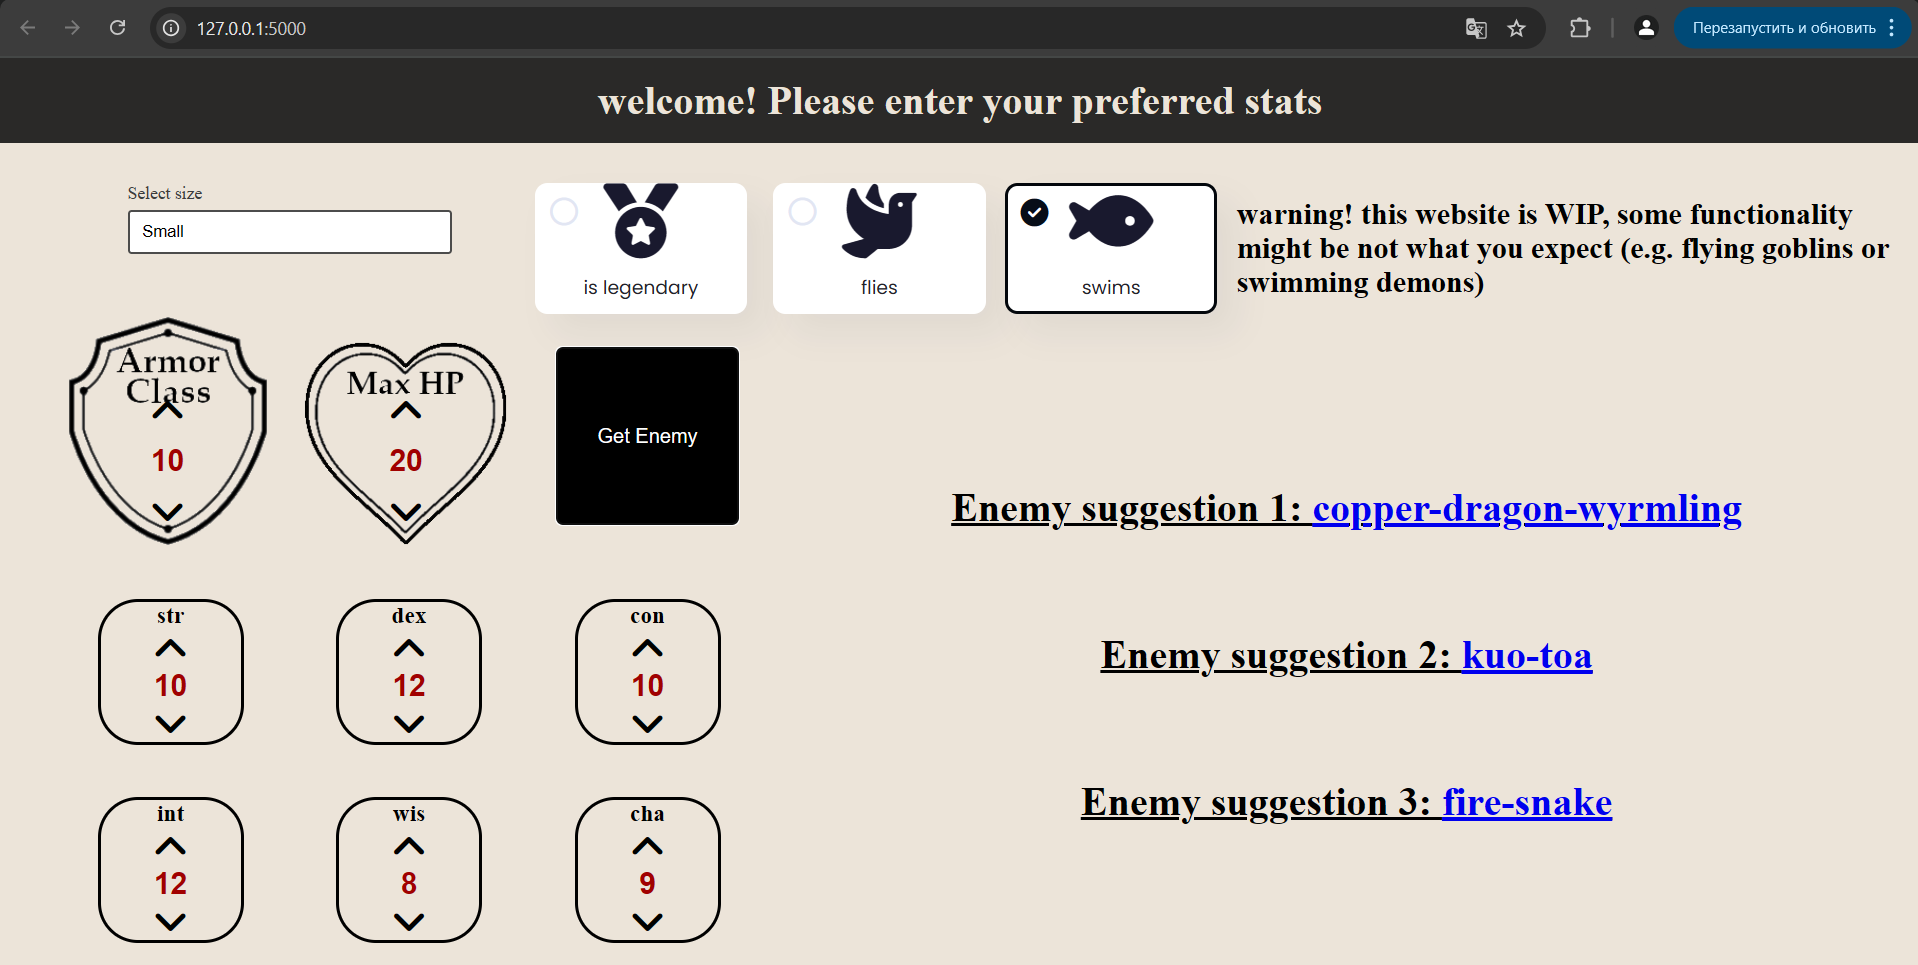 127.0.0.1:5000
Перезапустить и обновить
welcome! Please enter your preferred stats
Select size
Small
is legendary
flies
swims
warning! this website is WIP, some functionality
might be not what you expect (e.g. flying goblins or
swimming demons)
Armor
Class
10
Max HP
20
Get Enemy
Enemy suggestion 1: copper-dragon-wyrmling
Enemy suggestion 2: kuo-toa
Enemy suggestion 3: fire-snake
str
10
dex
12
con
10
int
12
wis
8
cha
9